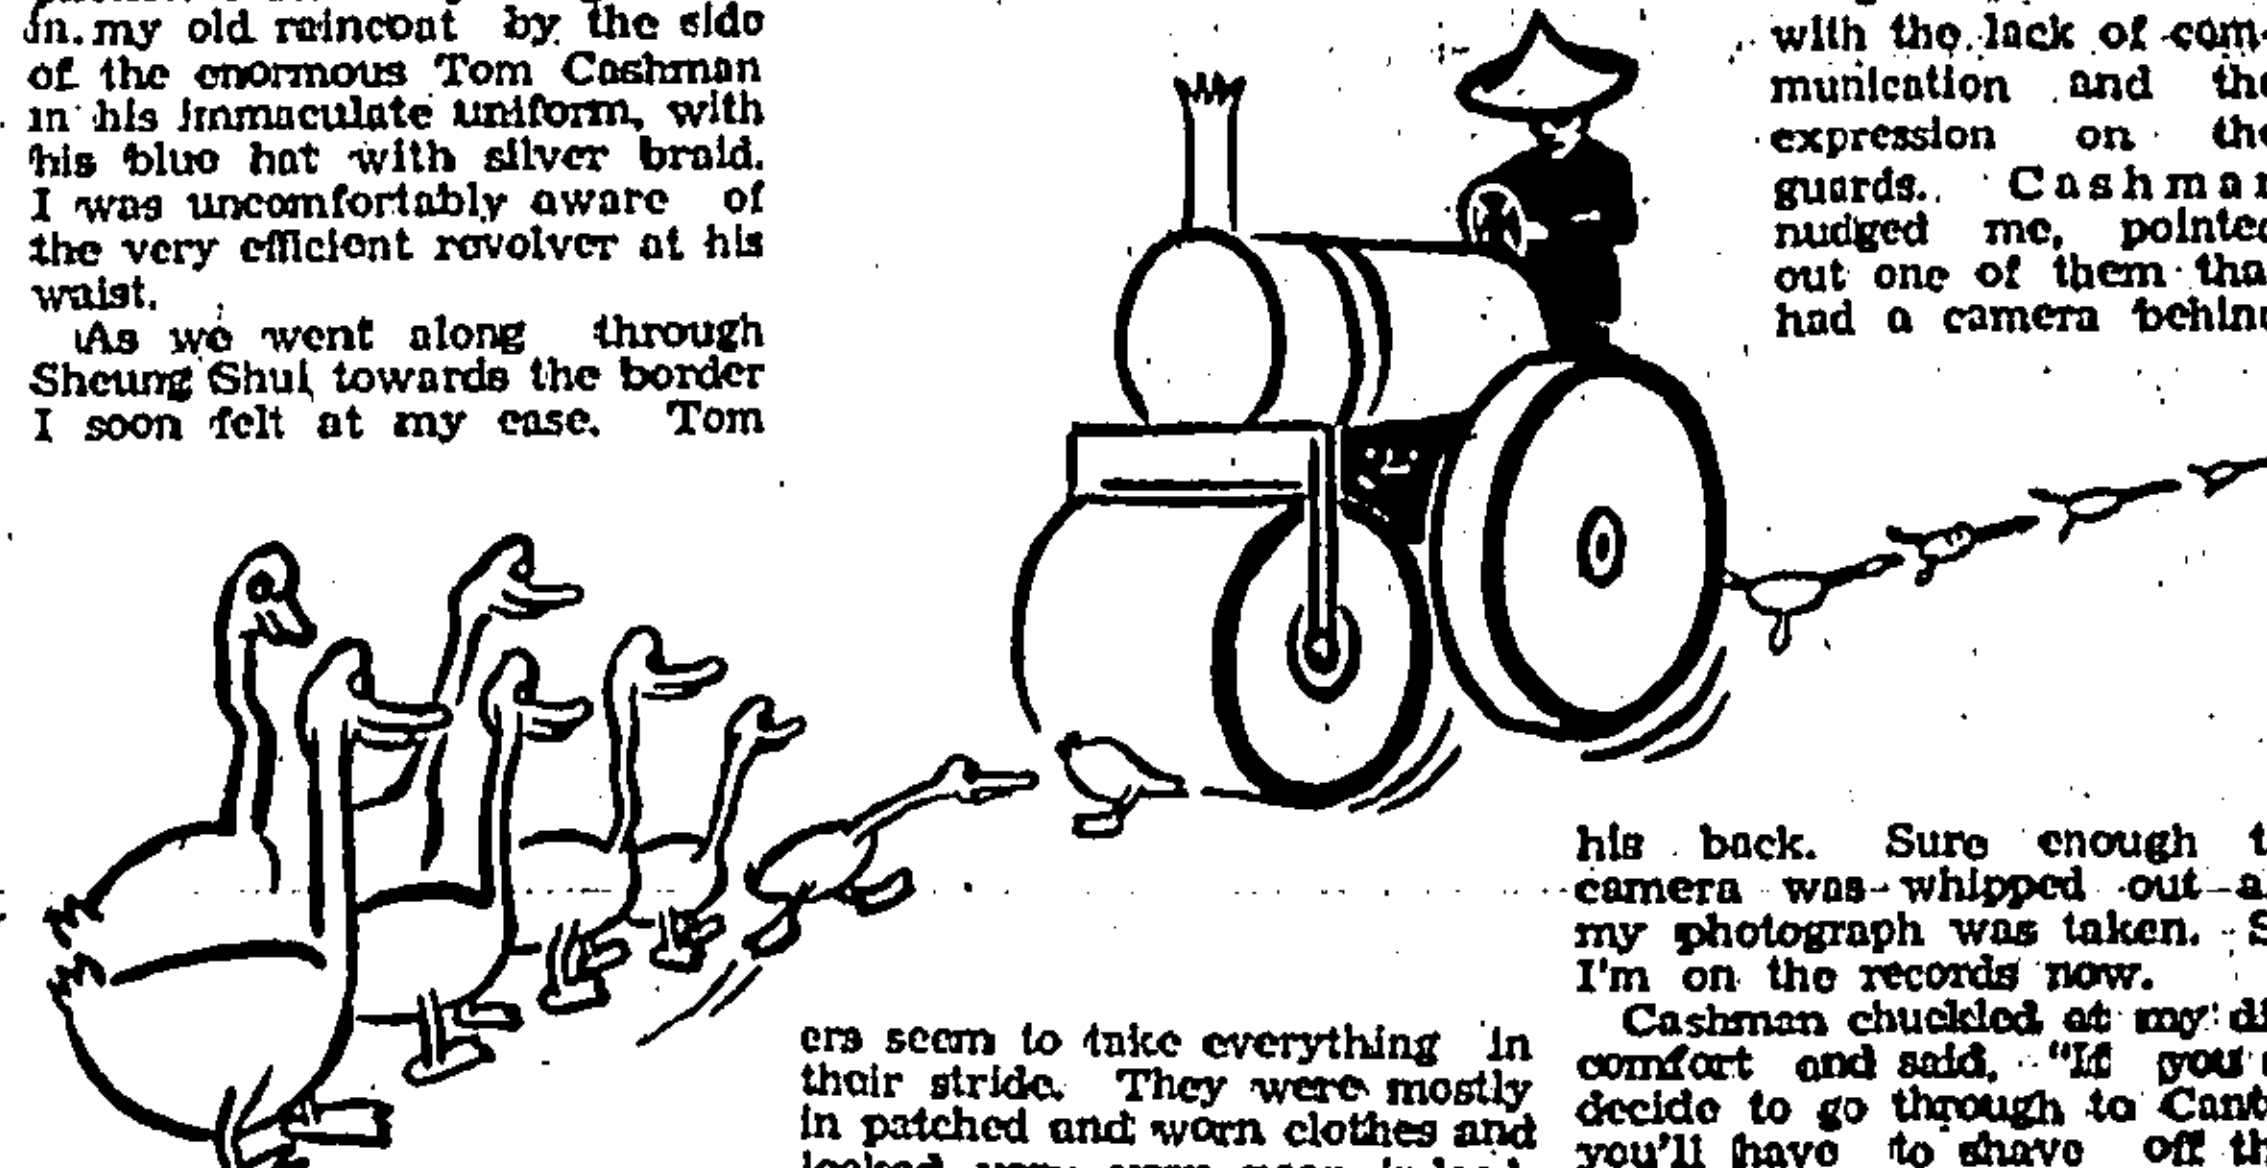 in my old raincoat by the side
of the enormous Tom Cashman
in his immaculate uniform, with
his blue hat with silver braid.
I was uncomfortably aware of
the very efficient revolver at his
waist.
As we went along through
Sheung Shui towards the border
I soon felt at my ease. Tom
ers seem to take everything in
their stride. They were mostly
in patched and worn clothes and
with the lack of com-
munication and the
expression on the
guards. Cashman
nudged me, pointed
out one of them tha
had a camera behind
his back. Sure enough t
camera was whipped out a
my photograph was taken. S
I'm on the records now.
Cashman chuckled at my di
comfort and said, "If you
decide to go through to Cant
you'll have to shave off th